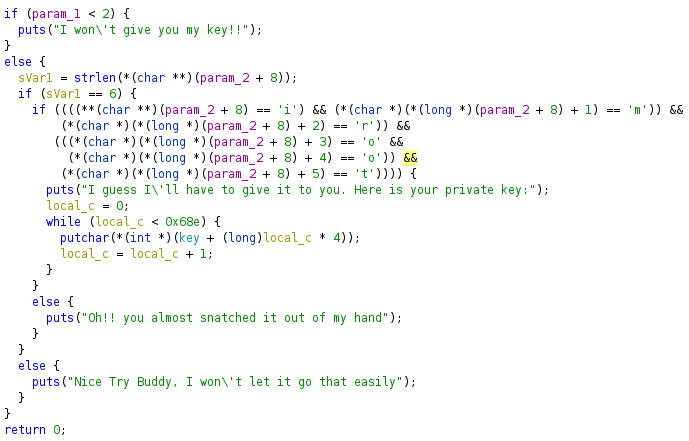 if (param_1 < 2) {
  puts("I won\'t give you my key!!");
}
else {
  sVar1 = strlen(*(char **)(param_2 + 8));
  if (sVar1 == 6) {
    if ((((**(char **)(param_2 + 8) == 'i') && (*(char *)(*(long *)(param_2 + 8) + 1) == 'm')) &&
        (*(char *)(*(long *)(param_2 + 8) + 2) == 'r')) &&
       (((*(char *)(*(long *)(param_2 + 8) + 3) == 'o' &&
         (*(char *)(*(long *)(param_2 + 8) + 4) == 'o')) &&
        (*(char *)(*(long *)(param_2 + 8) + 5) == 't')))) {
      puts("I guess I\'ll have to give it to you. Here is your private key:");
      local_c = 0;
      while (local_c < 0x68e) {
        putchar(*(int *)(key + (long)local_c * 4));
        local_c = local_c + 1;
      }
    }
    else {
      puts("Oh!! you almost snatched it out of my hand");
    }
  }
  else {
    puts("Nice Try Buddy, I won\'t let it go that easily");
  }
}
return 0;